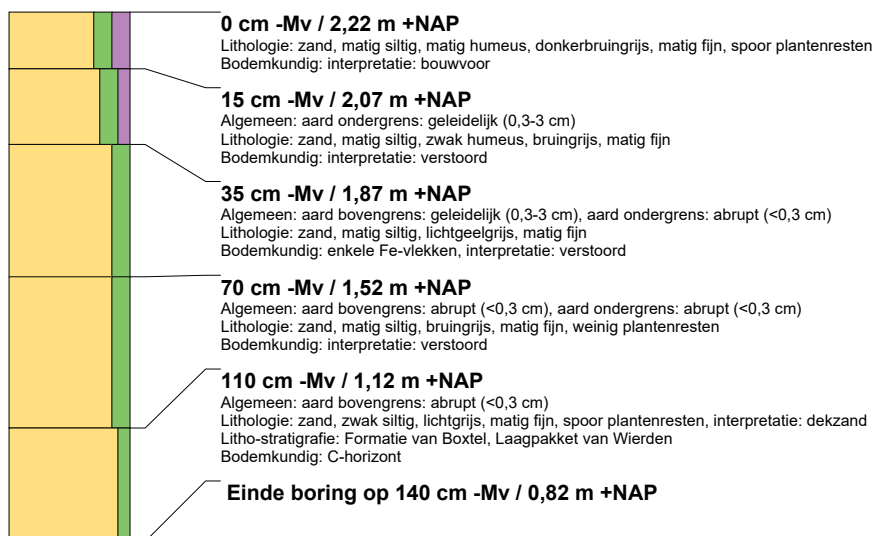 0 cm -Mv / 2,22 m +NAP
Lithologie: zand, matig siltig, matig humeus, donkerbruingrijs, matig fijn, spoor plantenresten
Bodemkundig: interpretatie: bouwvoor
15 cm -Mv / 2,07 m +NAP
Algemeen: aard ondergrens: geleidelijk (0,3-3 cm)
Lithologie: zand, matig siltig, zwak humeus, bruingrijs, matig fijn
Bodemkundig: interpretatie: verstoord
35 cm -Mv / 1,87 m +NAP
Algemeen: aard bovengrens: geleidelijk (0,3-3 cm), aard ondergrens: abrupt (<0,3 cm)
Lithologie: zand, matig siltig, lichtgeelgrijs, matig fijn
Bodemkundig: enkele Fe-vlekken, interpretatie: verstoord
70 cm -Mv / 1,52 m +NAP
Algemeen: aard bovengrens: abrupt (<0,3 cm), aard ondergrens: abrupt (<0,3 cm)
Lithologie: zand, matig siltig, bruingrijs, matig fijn, weinig plantenresten
Bodemkundig: interpretatie: verstoord
110 cm -Mv / 1,12 m +NAP
Algemeen: aard bovengrens: abrupt (<0,3 cm)
Lithologie: zand, zwak siltig, lichtgrijs, matig fijn, spoor plantenresten, interpretatie: dekzand
Litho-stratigrafie: Formatie van Boxtel, Laagpakket van Wierden
Bodemkundig: C-horizont
Einde boring op 140 cm -Mv / 0,82 m +NAP